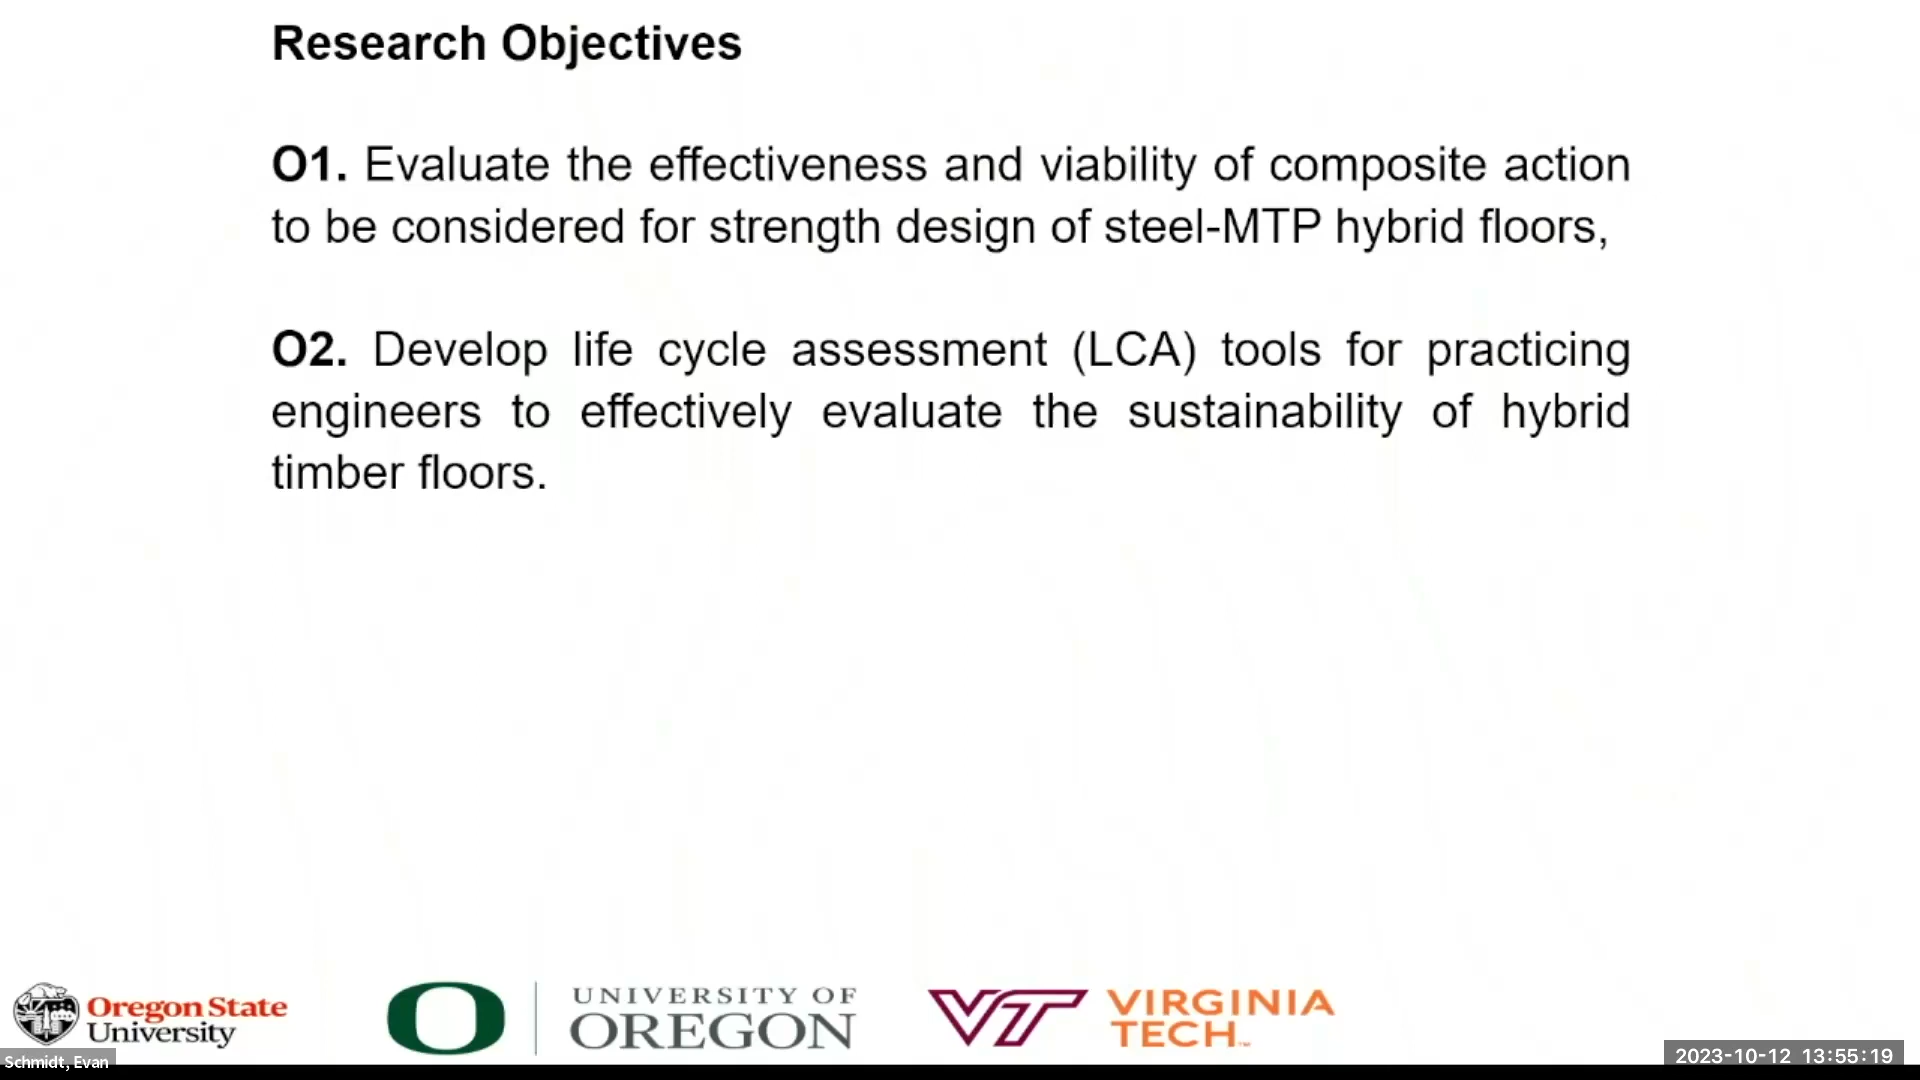 Research Objectives
O1. Evaluate the effectiveness and viability of composite action
to be considered for strength design of steel-MTP hybrid floors,
O2. Develop life cycle assessment (LCA) tools for practicing
engineers to effectively evaluate the sustainability of hybrid
timber floors.
Oregon State
University
UNIVERSITY OF
OREGON
VT
VIRGINIA
TECH™
Schmidt, Evan
2023-10-12 13:55:19